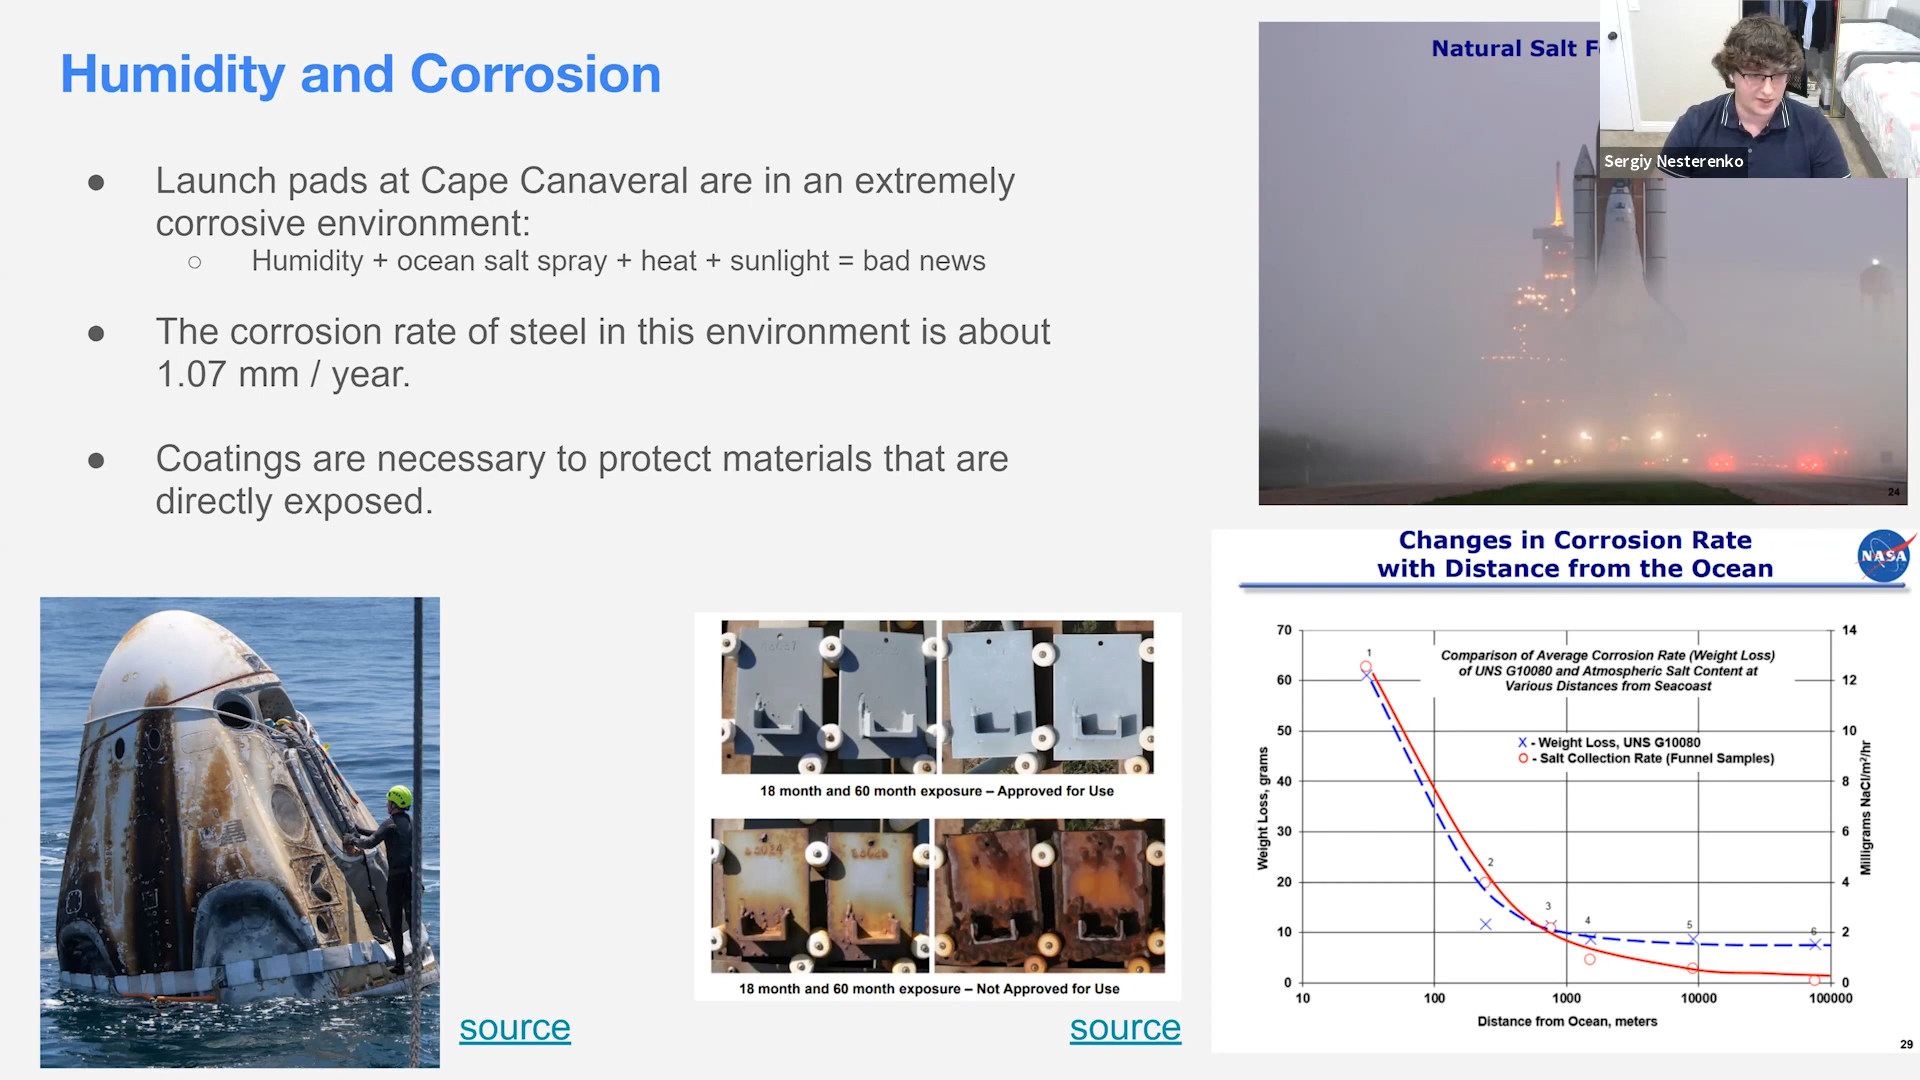 Humidity and Corrosion
● Launch pads at Cape Canaveral are in an extremely
corrosive environment:
○ Humidity + ocean salt spray + heat + sunlight = bad news
● The corrosion rate of steel in this environment is about
1.07 mm / year.
● Coatings are necessary to protect materials that are
directly exposed.
source
18 month and 60 month exposure – Approved for Use
18 month and 60 month exposure – Not Approved for Use
source
Natural Salt
Sergiy Nesterenko
24
Changes in Corrosion Rate
with Distance from the Ocean
NASA
Comparison of Average Corrosion Rate (Weight Loss)
of UNS G10080 and Atmospheric Salt Content at
Various Distances from Seacoast
X - Weight Loss, UNS G10080
O - Salt Collection Rate (Funnel Samples)
Weight Loss, grams
70
60
50
40
30
20
10
0
1
2
3
4
5
6
14
12
10
8
6
4
2
0
Milligrams NaCl/m²/hr
10 100 1000 10000 100000
Distance from Ocean, meters
29